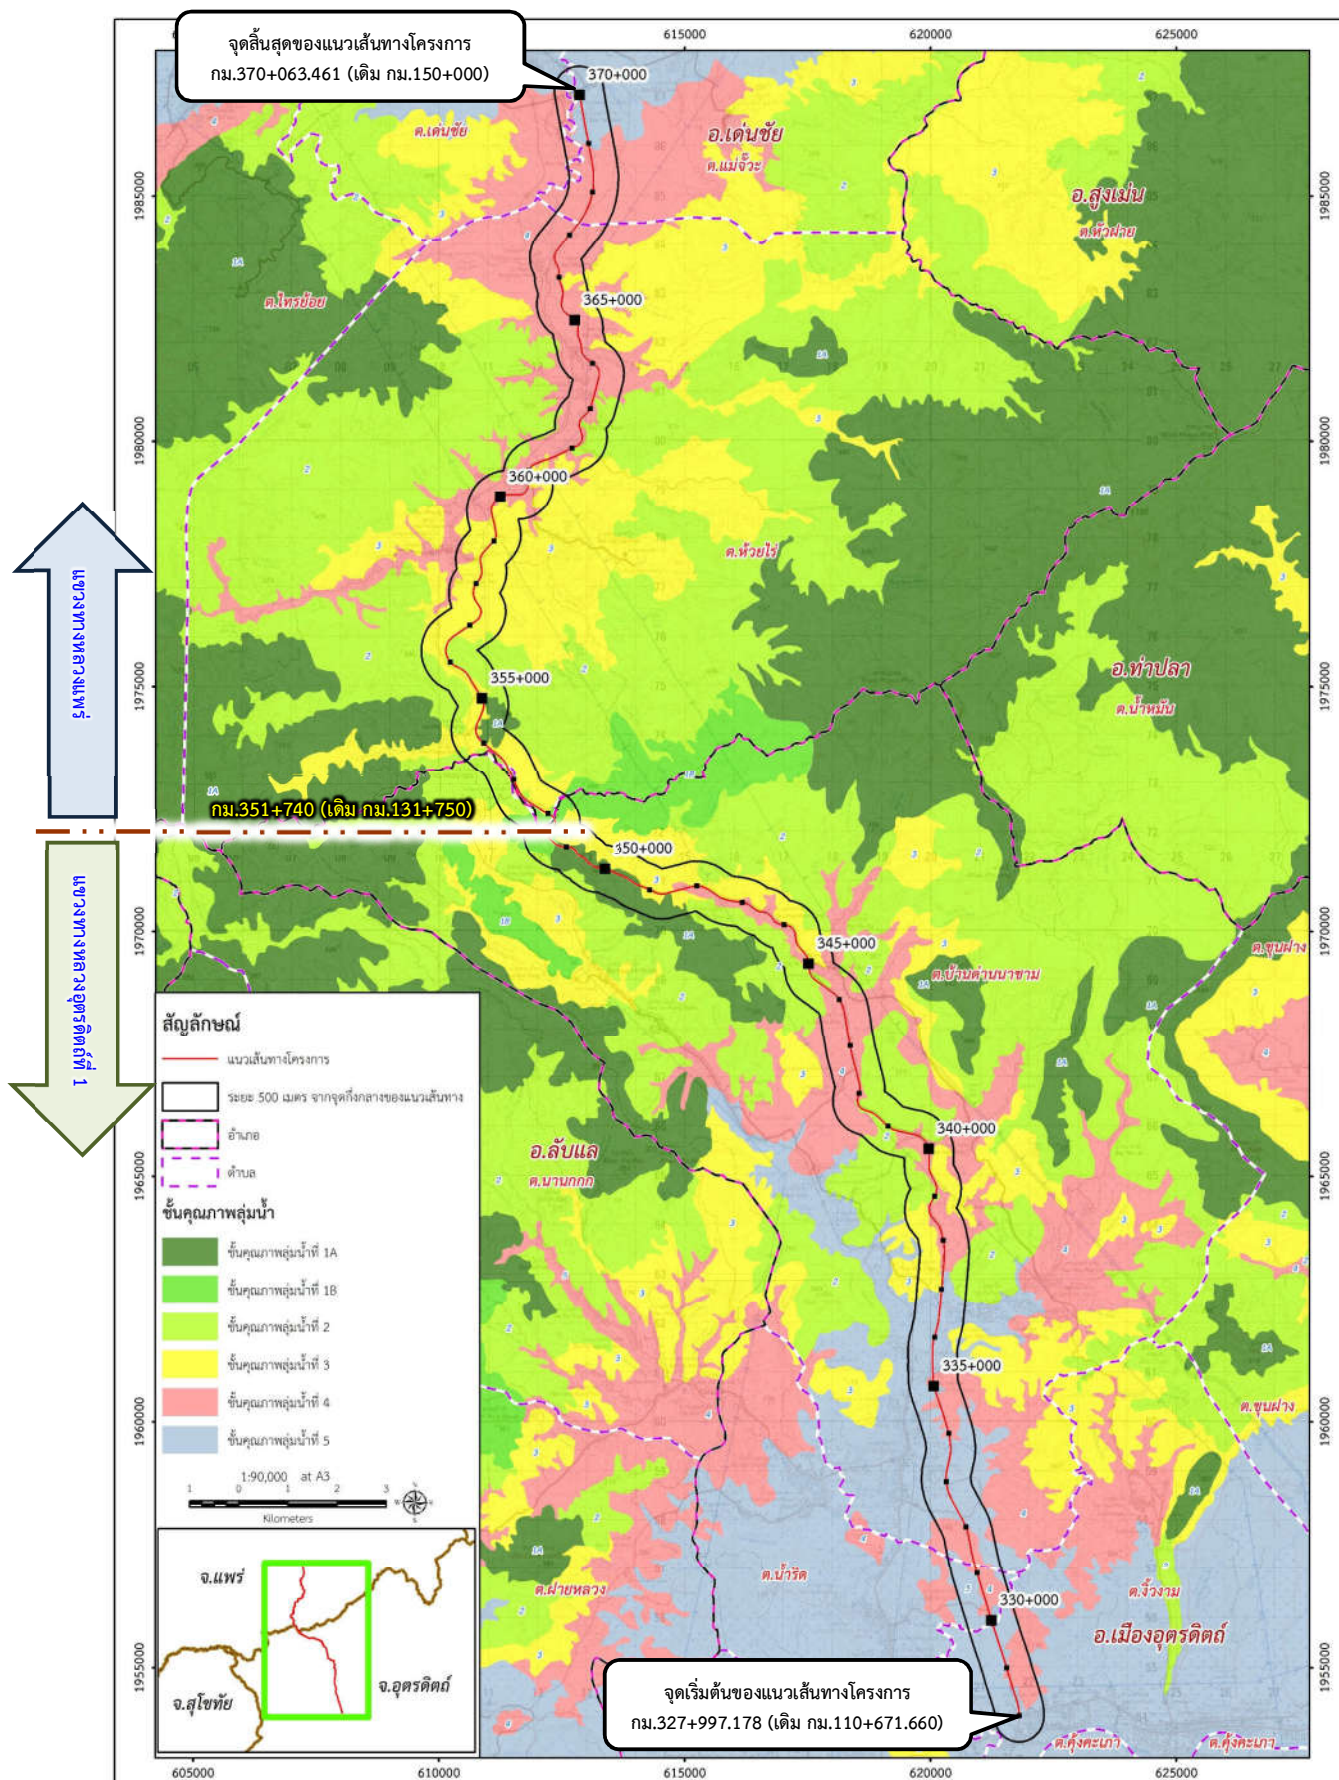 จุดสิ้นสุดของแนวเส้นทางโครงการ
กม.370+063.461 (เดิม กม.150+000)
615000
620000
625000
370+000
ต.เด่นชัย
อ.เด่นชัย
ต.แม่จั๊วะ
อ.สูงเม่น
ต.หัวฝาย
1985000
1985000
ต.ไทรย้อย
365+000
1980000
1980000
360+000
ต.ห้วยไร่
แขวงทางหลวงแพร่
อ.ท่าปลา
ต.น้ำหมัน
1975000
1975000
355+000
กม.351+740 (เดิม กม.131+750)
350+000
แขวงทางหลวงอุตรดิตถ์ที่ 1
345+000
ต.บ้านด่านนาขาม
ต.ขุนฝาง
1970000
1970000
สัญลักษณ์
แนวเส้นทางโครงการ
ระยะ 500 เมตร จากจุดกึ่งกลางของแนวเส้นทาง
อำเภอ
ตำบล
340+000
อ.ลับแล
ต.นานกกก
1965000
1965000
ชั้นคุณภาพลุ่มน้ำ
ชั้นคุณภาพลุ่มน้ำที่ 1A
ชั้นคุณภาพลุ่มน้ำที่ 1B
ชั้นคุณภาพลุ่มน้ำที่ 2
ชั้นคุณภาพลุ่มน้ำที่ 3
ชั้นคุณภาพลุ่มน้ำที่ 4
ชั้นคุณภาพลุ่มน้ำที่ 5
335+000
ต.ขุนฝาง
1960000
1960000
1:90,000 at A3
1 0 1 2 3
Kilometers
จ.แพร่
จ.อุตรดิตถ์
จ.สุโขทัย
ต.ฝายหลวง
ต.น้ำริด
ต.งิ้วงาม
330+000
อ.เมืองอุตรดิตถ์
1955000
1955000
จุดเริ่มต้นของแนวเส้นทางโครงการ
กม.327+997.178 (เดิม กม.110+671.660)
ต.คุ้งตะเภา
ต.คุ้งตะเภา
605000
610000
615000
620000
625000